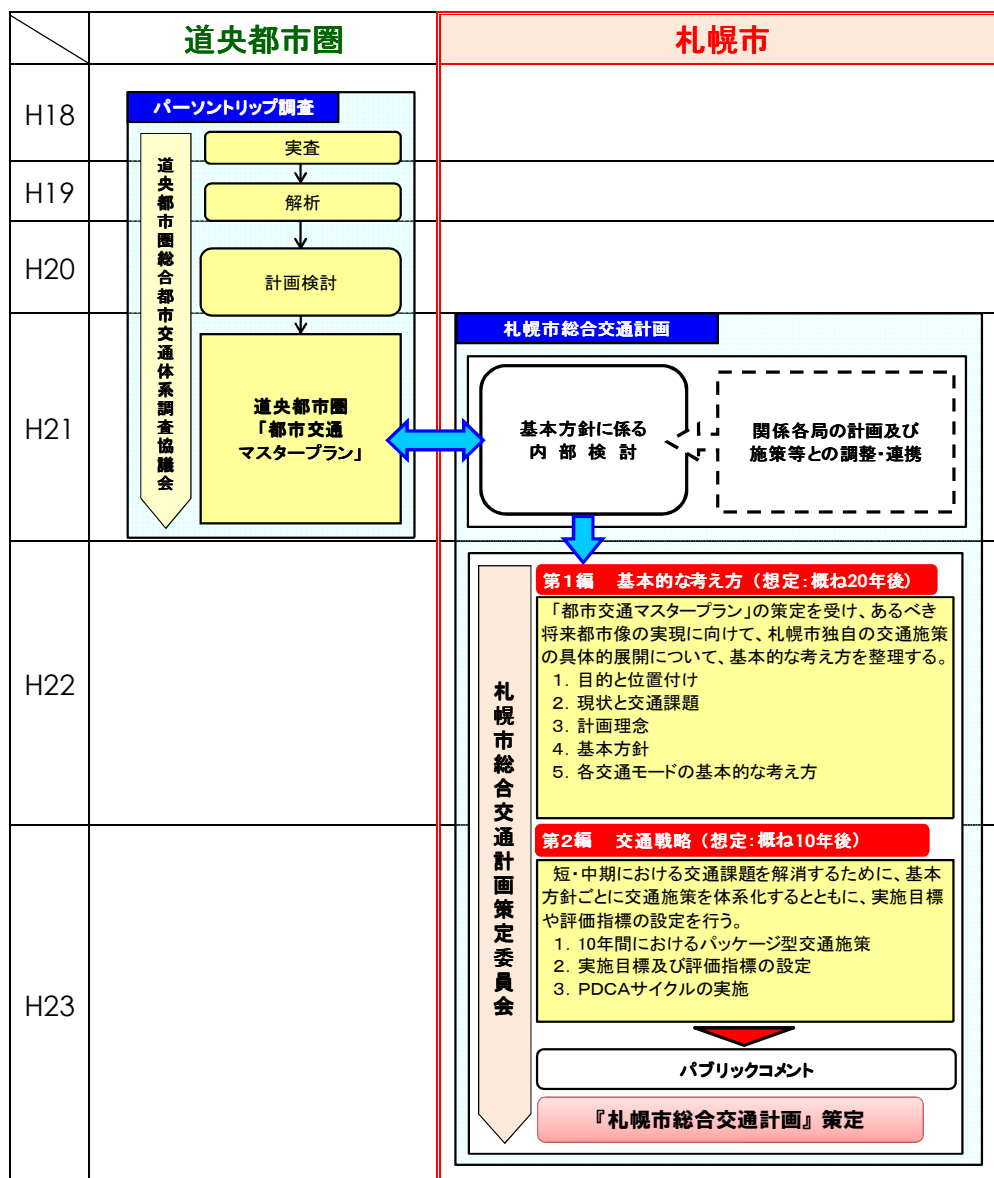 道央都市圏
札幌市
H18
パーソントリップ調査
実査
道央都市圏総合都市交通体系調査協議会
H19
解析
H20
計画検討
H21
札幌市総合交通計画
道央都市圏
「都市交通
マスタープラン」
基本方針に係る
内 部 検 討
関係各局の計画及び
施策等との調整・連携
H22
札幌市総合交通計画策定委員会
第1編 基本的な考え方（想定：概ね20年後）
「都市交通マスタープラン」の策定を受け、あるべき
将来都市像の実現に向けて、札幌市独自の交通施策
の具体的展開について、基本的な考え方を整理する。
1．目的と位置付け
2．現状と交通課題
3．計画理念
4．基本方針
5．各交通モードの基本的な考え方
H23
第2編 交通戦略（想定：概ね10年後）
短・中期における交通課題を解消するために、基本
方針ごとに交通施策を体系化するとともに、実施目標
や評価指標の設定を行う。
1．10年間におけるパッケージ型交通施策
2．実施目標及び評価指標の設定
3．PDCAサイクルの実施
パブリックコメント
『札幌市総合交通計画』策定